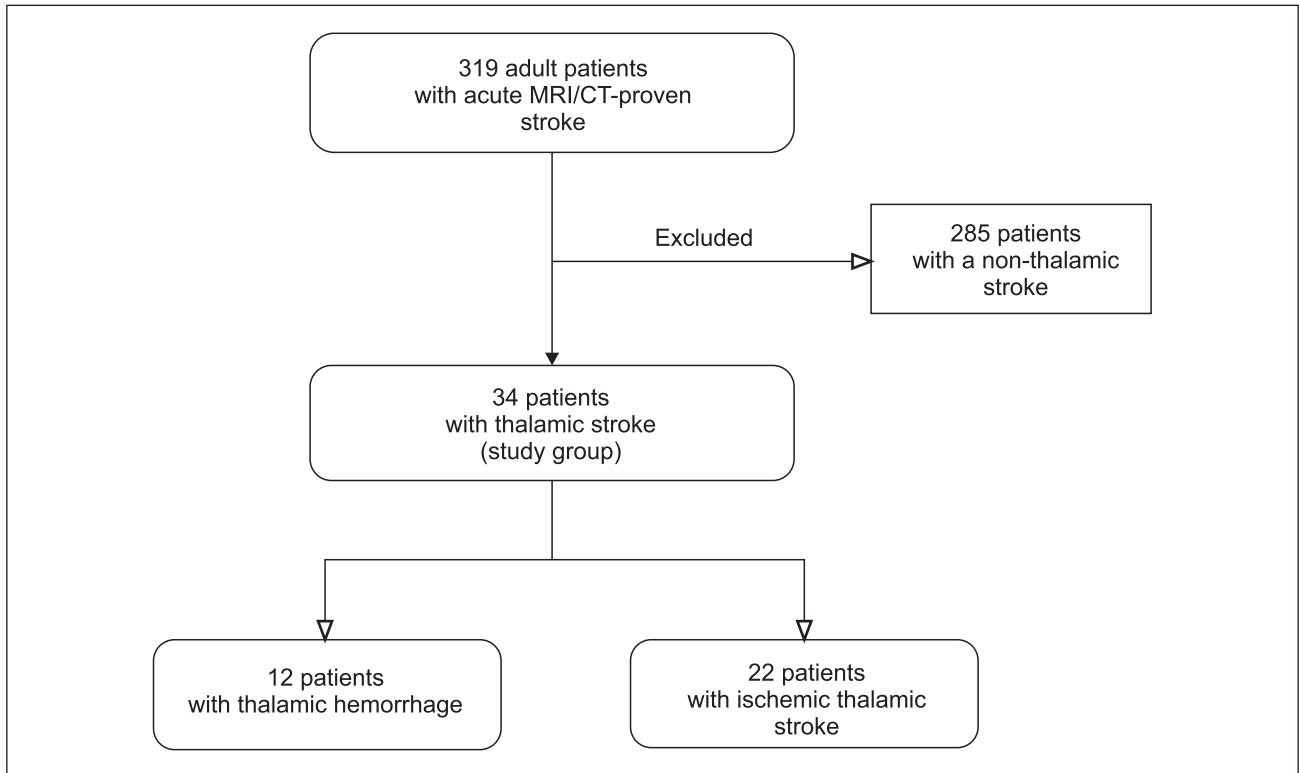 319 adult patients
with acute MRI/CT-proven
stroke
Excluded
285 patients
with a non-thalamic
stroke
34 patients
with thalamic stroke
(study group)
12 patients
with thalamic hemorrhage
22 patients
with ischemic thalamic
stroke